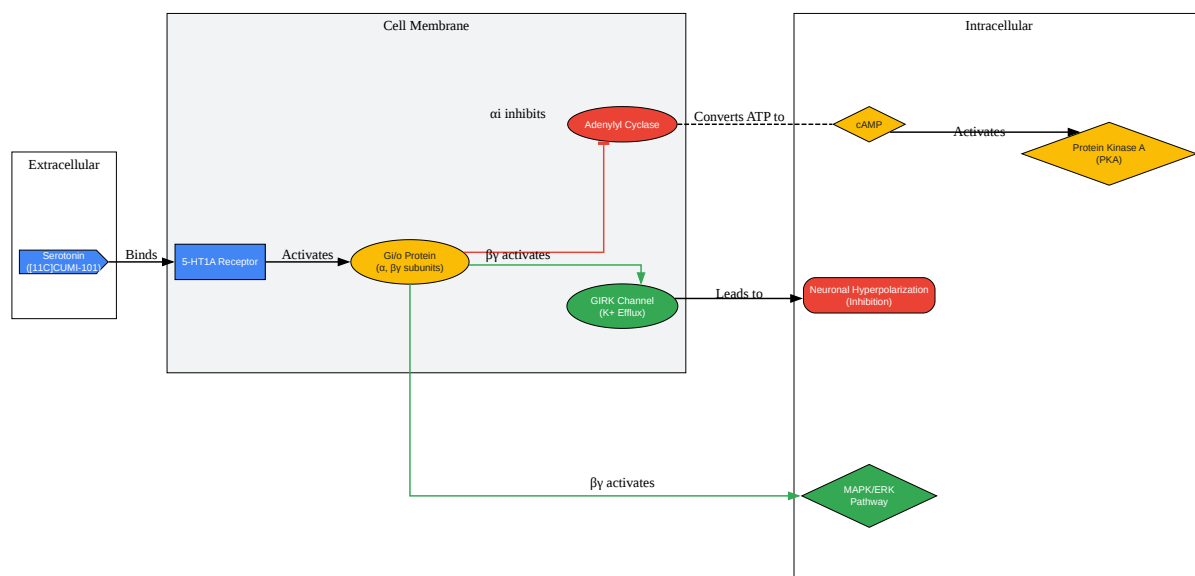 Cell Membrane
Intracellular
αi inhibits
Adenylyl Cyclase
Converts ATP to
cAMP
Activates
Protein Kinase A
(PKA)
Extracellular
Serotonin
([11C]CUMI-101)
Binds
5-HT1A Receptor
Activates
Gi/o Protein
(α, βγ subunits)
βγ activates
GIRK Channel
(K+ Efflux)
Leads to
Neuronal Hyperpolarization
(Inhibition)
βγ activates
MAPK/ERK
Pathway